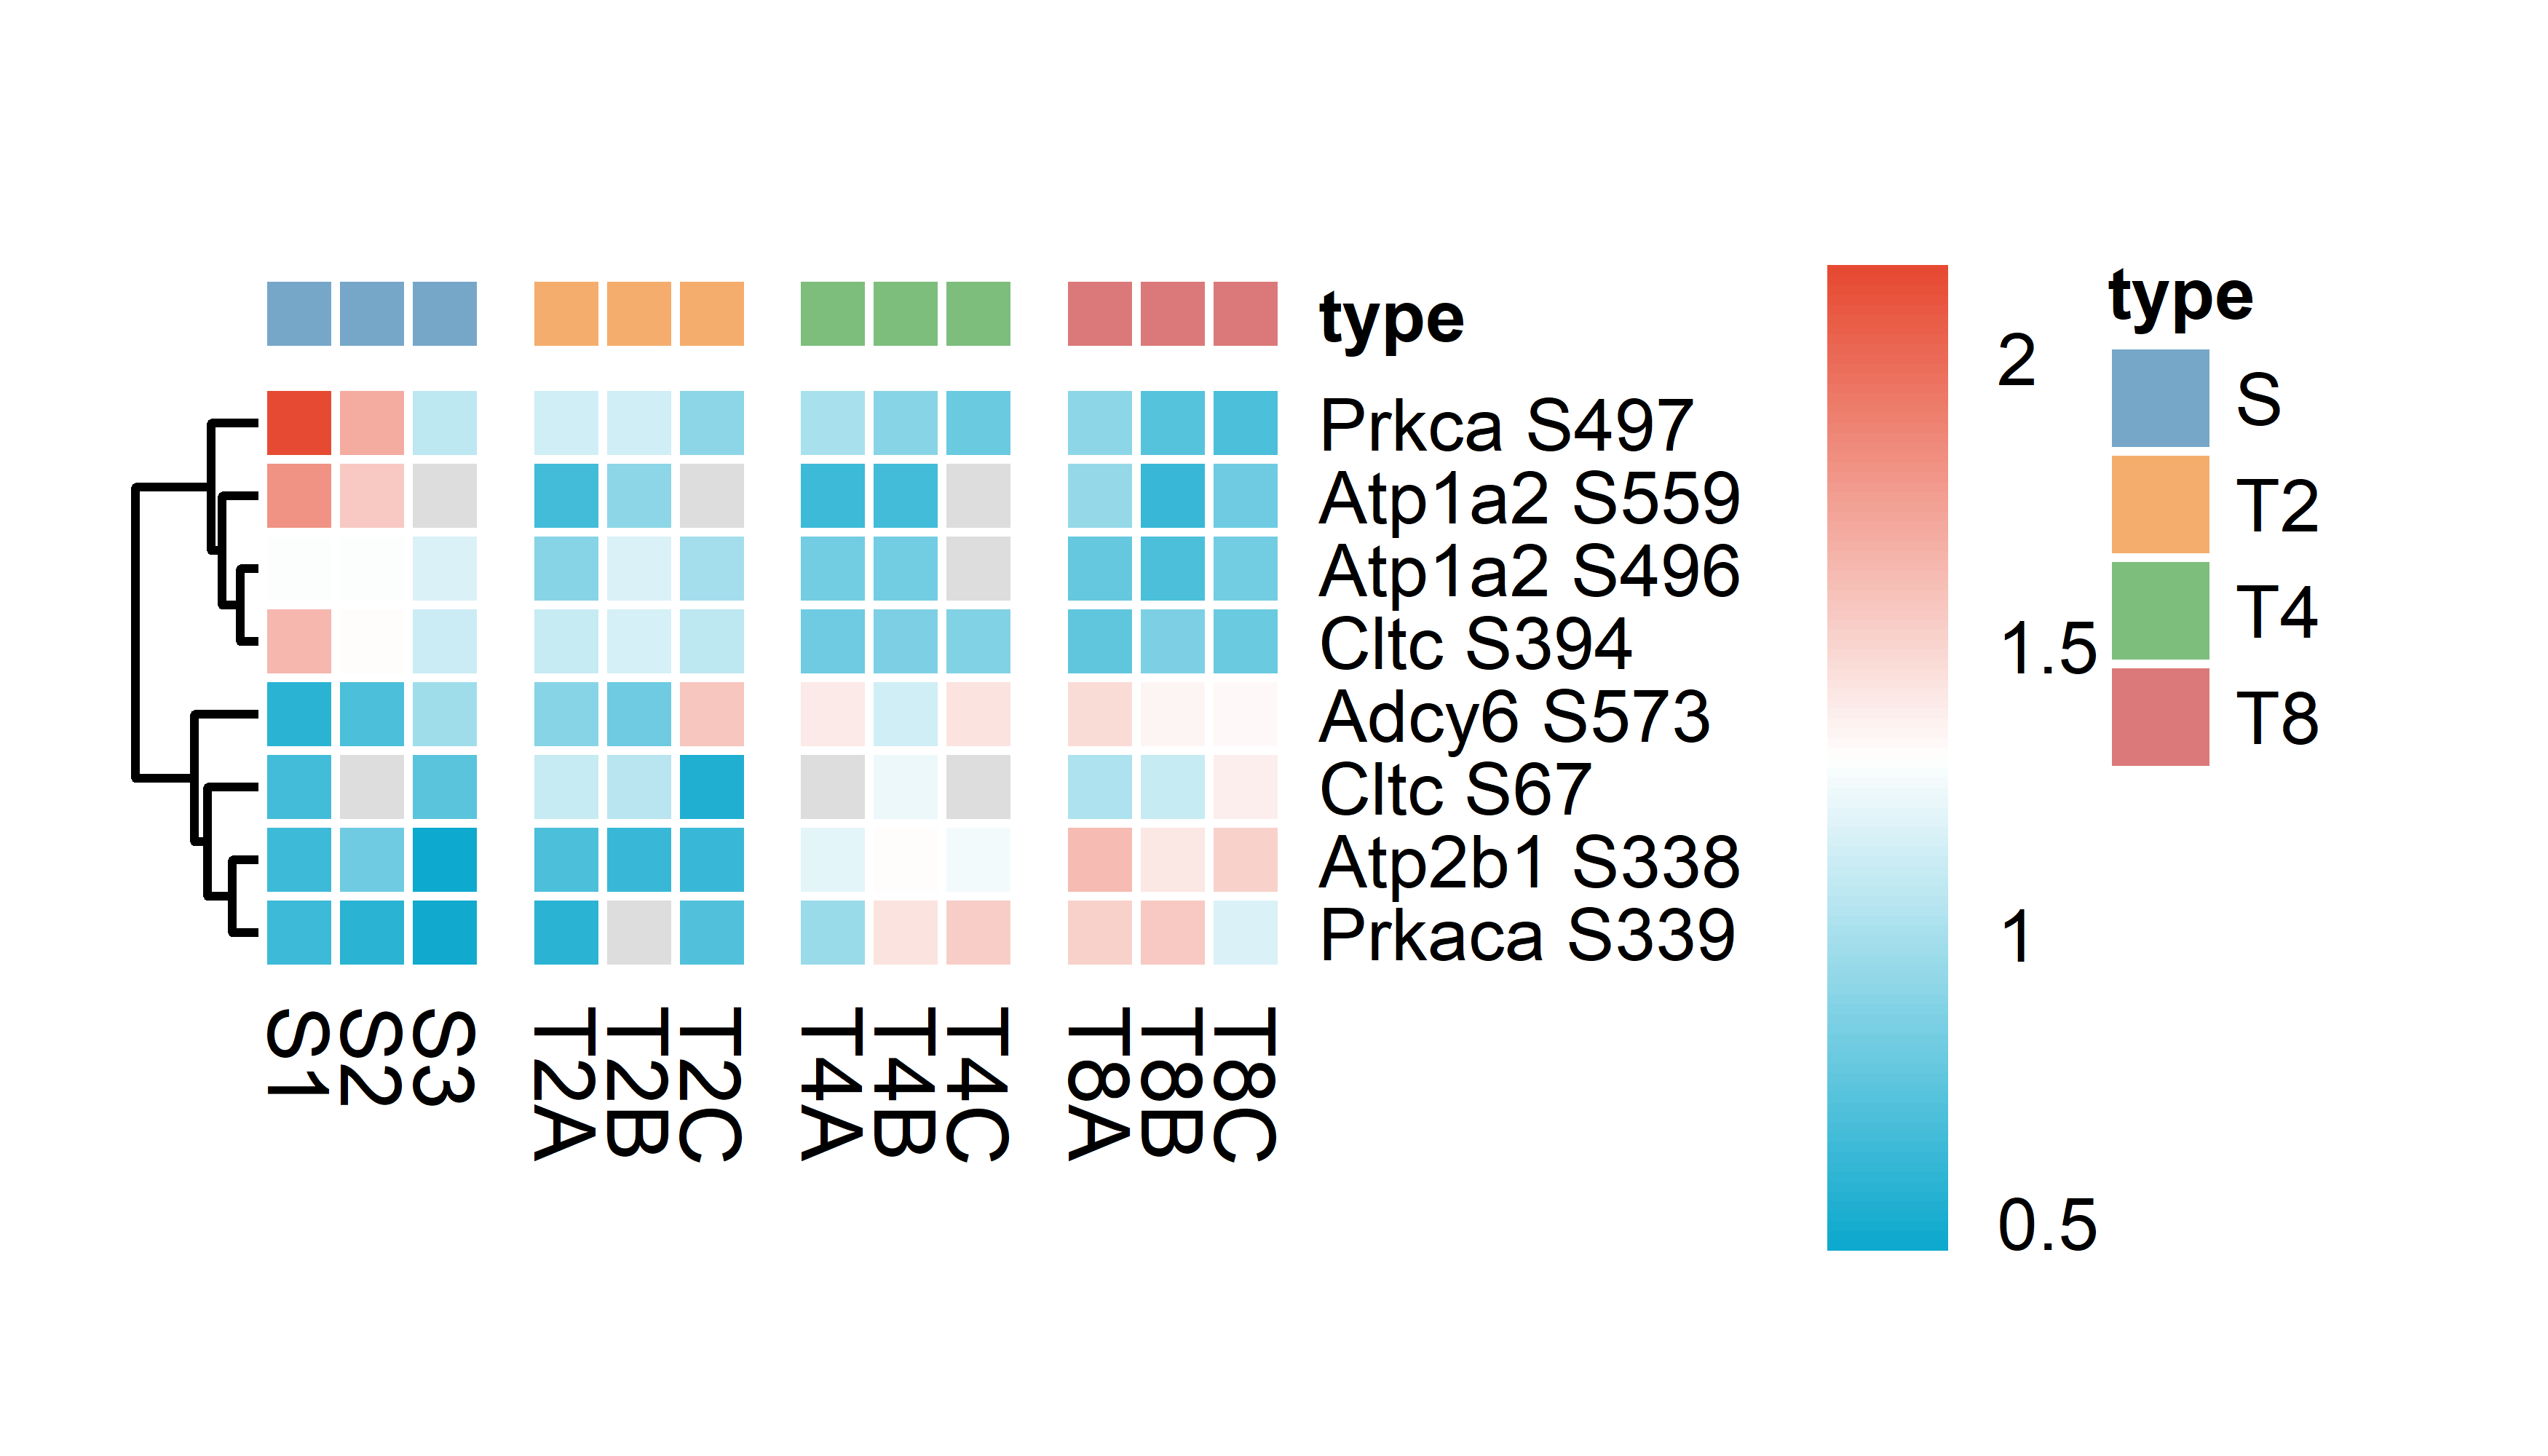 type
Prkca S497
Atp1a2 S559
Atp1a2 S496
Cltc S394
Adcy6 S573
Cltc S67
Atp2b1 S338
Prkaca S339
S1
S2
S3
T2A
T2B
T2C
T4A
T4B
T4C
T8A
T8B
T8C
2
1.5
1
0.5
type
S
T2
T4
T8